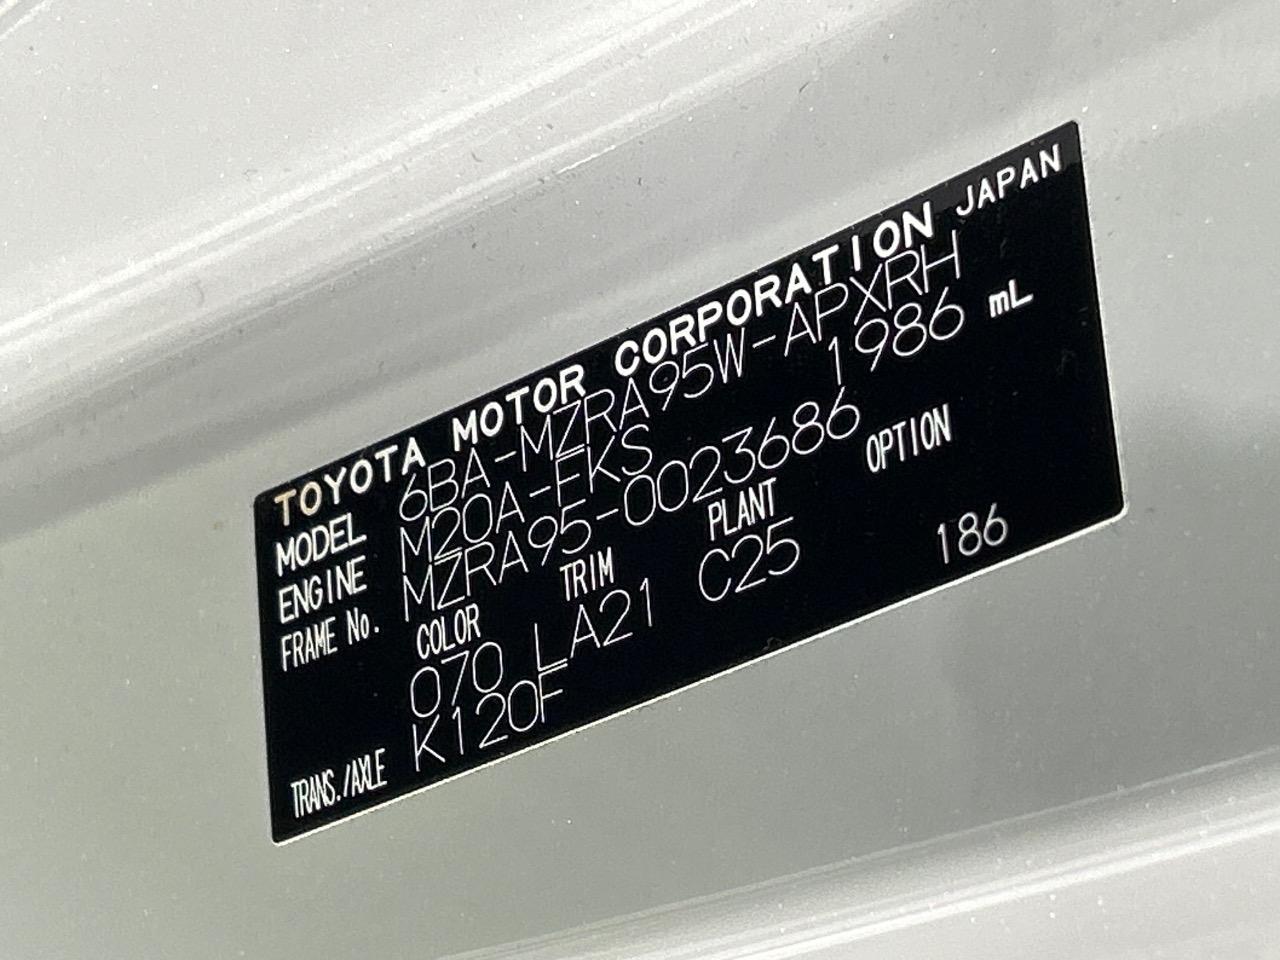 TOYOTA MOTOR CORPORATION JAPAN
MODEL 6BA-MZRA95W-APXRH
ENGINE M20A-FKS 1986 mL
FRAME No. MZRA95-0023686
COLOR TRIM PLANT OPTION
070 LA21 C25
TRANS./AXLE K120F 186